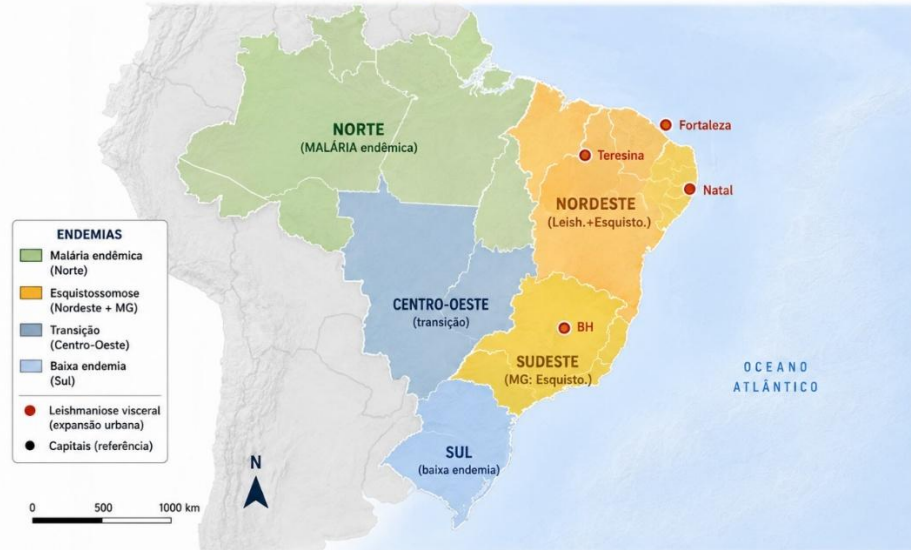 NORTE
(MALÁRIA endêmica)
Fortaleza
Teresina
Natal
NORDESTE
(Leish.+Esquisto.)
CENTRO-OESTE
(transição)
BH
SUDESTE
(MG: Esquisto.)
SUL
(baixa endemia)
OCEANO
ATLÂNTICO
ENDEMIAS
Malária endêmica
(Norte)
Esquistossomose
(Nordeste + MG)
Transição
(Centro-Oeste)
Baixa endemia
(Sul)
Leishmaniose visceral
(expansão urbana)
Capitais (referência)
N
0 500 1000 km